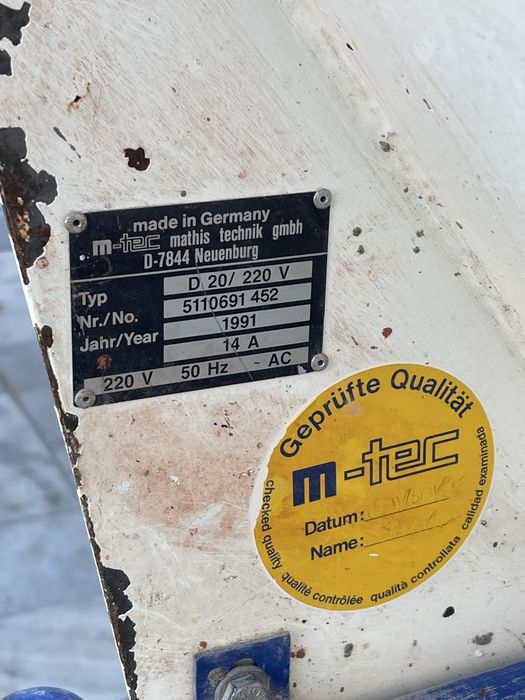 made in Germany
m-tec mathis technik gmbh
D-7844 Neuenburg
Typ D 20/ 220 V
Nr./No. 5110691 452
Jahr/Year 1991
14 A
220 V 50 Hz ~ AC
Geprüfte Qualität
m-tec
Datum:
Name:
checked quality qualité contrôlée qualità controllata calidad examinada